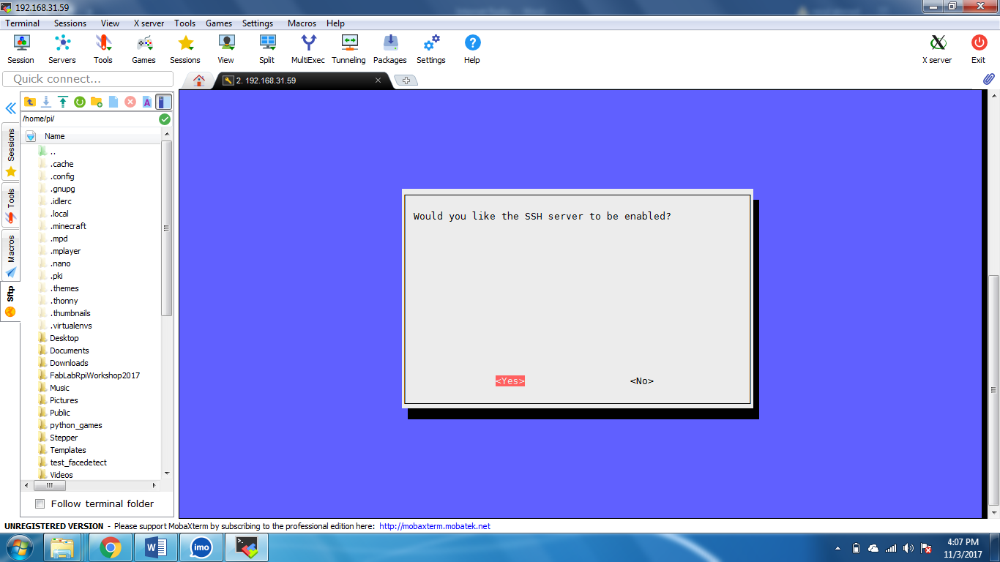 192.168.31.59
Terminal Sessions View X server Tools Games Settings Macros Help
Session Servers Tools Games Sessions View Split MultiExec Tunneling Packages Settings Help X server Exit
Quick connect...
2. 192.168.31.59
/home/pi/
Name
..
.cache
.config
.gnupg
.idlerc
.local
.minecraft
.mpd
.mplayer
.nano
.pki
.themes
.thonny
.thumbnails
.virtualenvs
Desktop
Documents
Downloads
FabLabRpiWorkshop2017
Music
Pictures
Public
python_games
Stepper
Templates
test_facedetect
Videos
Follow terminal folder
Sessions
Tools
Macros
Sftp
Would you like the SSH server to be enabled?
<Yes> <No>
UNREGISTERED VERSION - Please support MobaXterm by subscribing to the professional edition here: http://mobaxterm.mobatek.net
imo
4:07 PM
11/3/2017